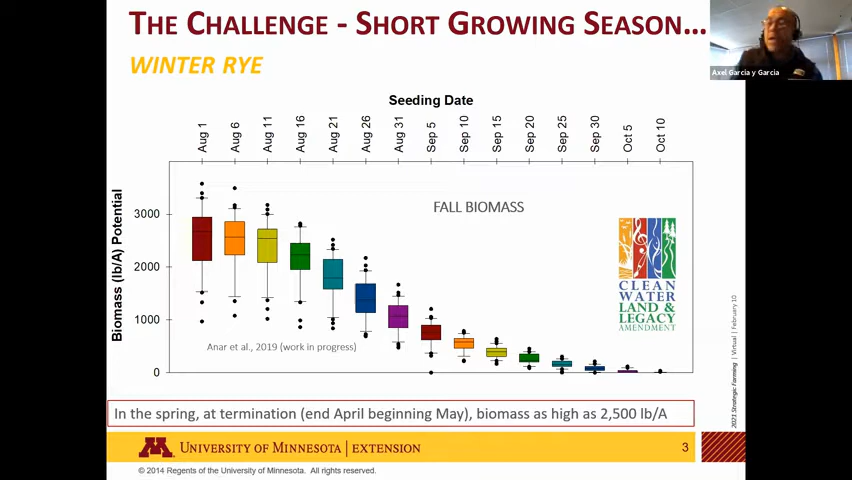 THE CHALLENGE - SHORT GROWING SEASON...
WINTER RYE
Axel Garcia y Garcia
Seeding Date
Aug 1
Aug 6
Aug 11
Aug 16
Aug 21
Aug 26
Aug 31
Sep 5
Sep 10
Sep 15
Sep 20
Sep 25
Sep 30
Oct 5
Oct 10
Biomass (lb/A) Potential
3000
2000
1000
0
FALL BIOMASS
Anar et al., 2019 (work in progress)
CLEAN
WATER
LAND &
LEGACY
AMENDMENT
2021 Strategic Farming | Virtual | February 10
In the spring, at termination (end April beginning May), biomass as high as 2,500 lb/A
UNIVERSITY OF MINNESOTA | EXTENSION
3
© 2014 Regents of the University of Minnesota. All rights reserved.